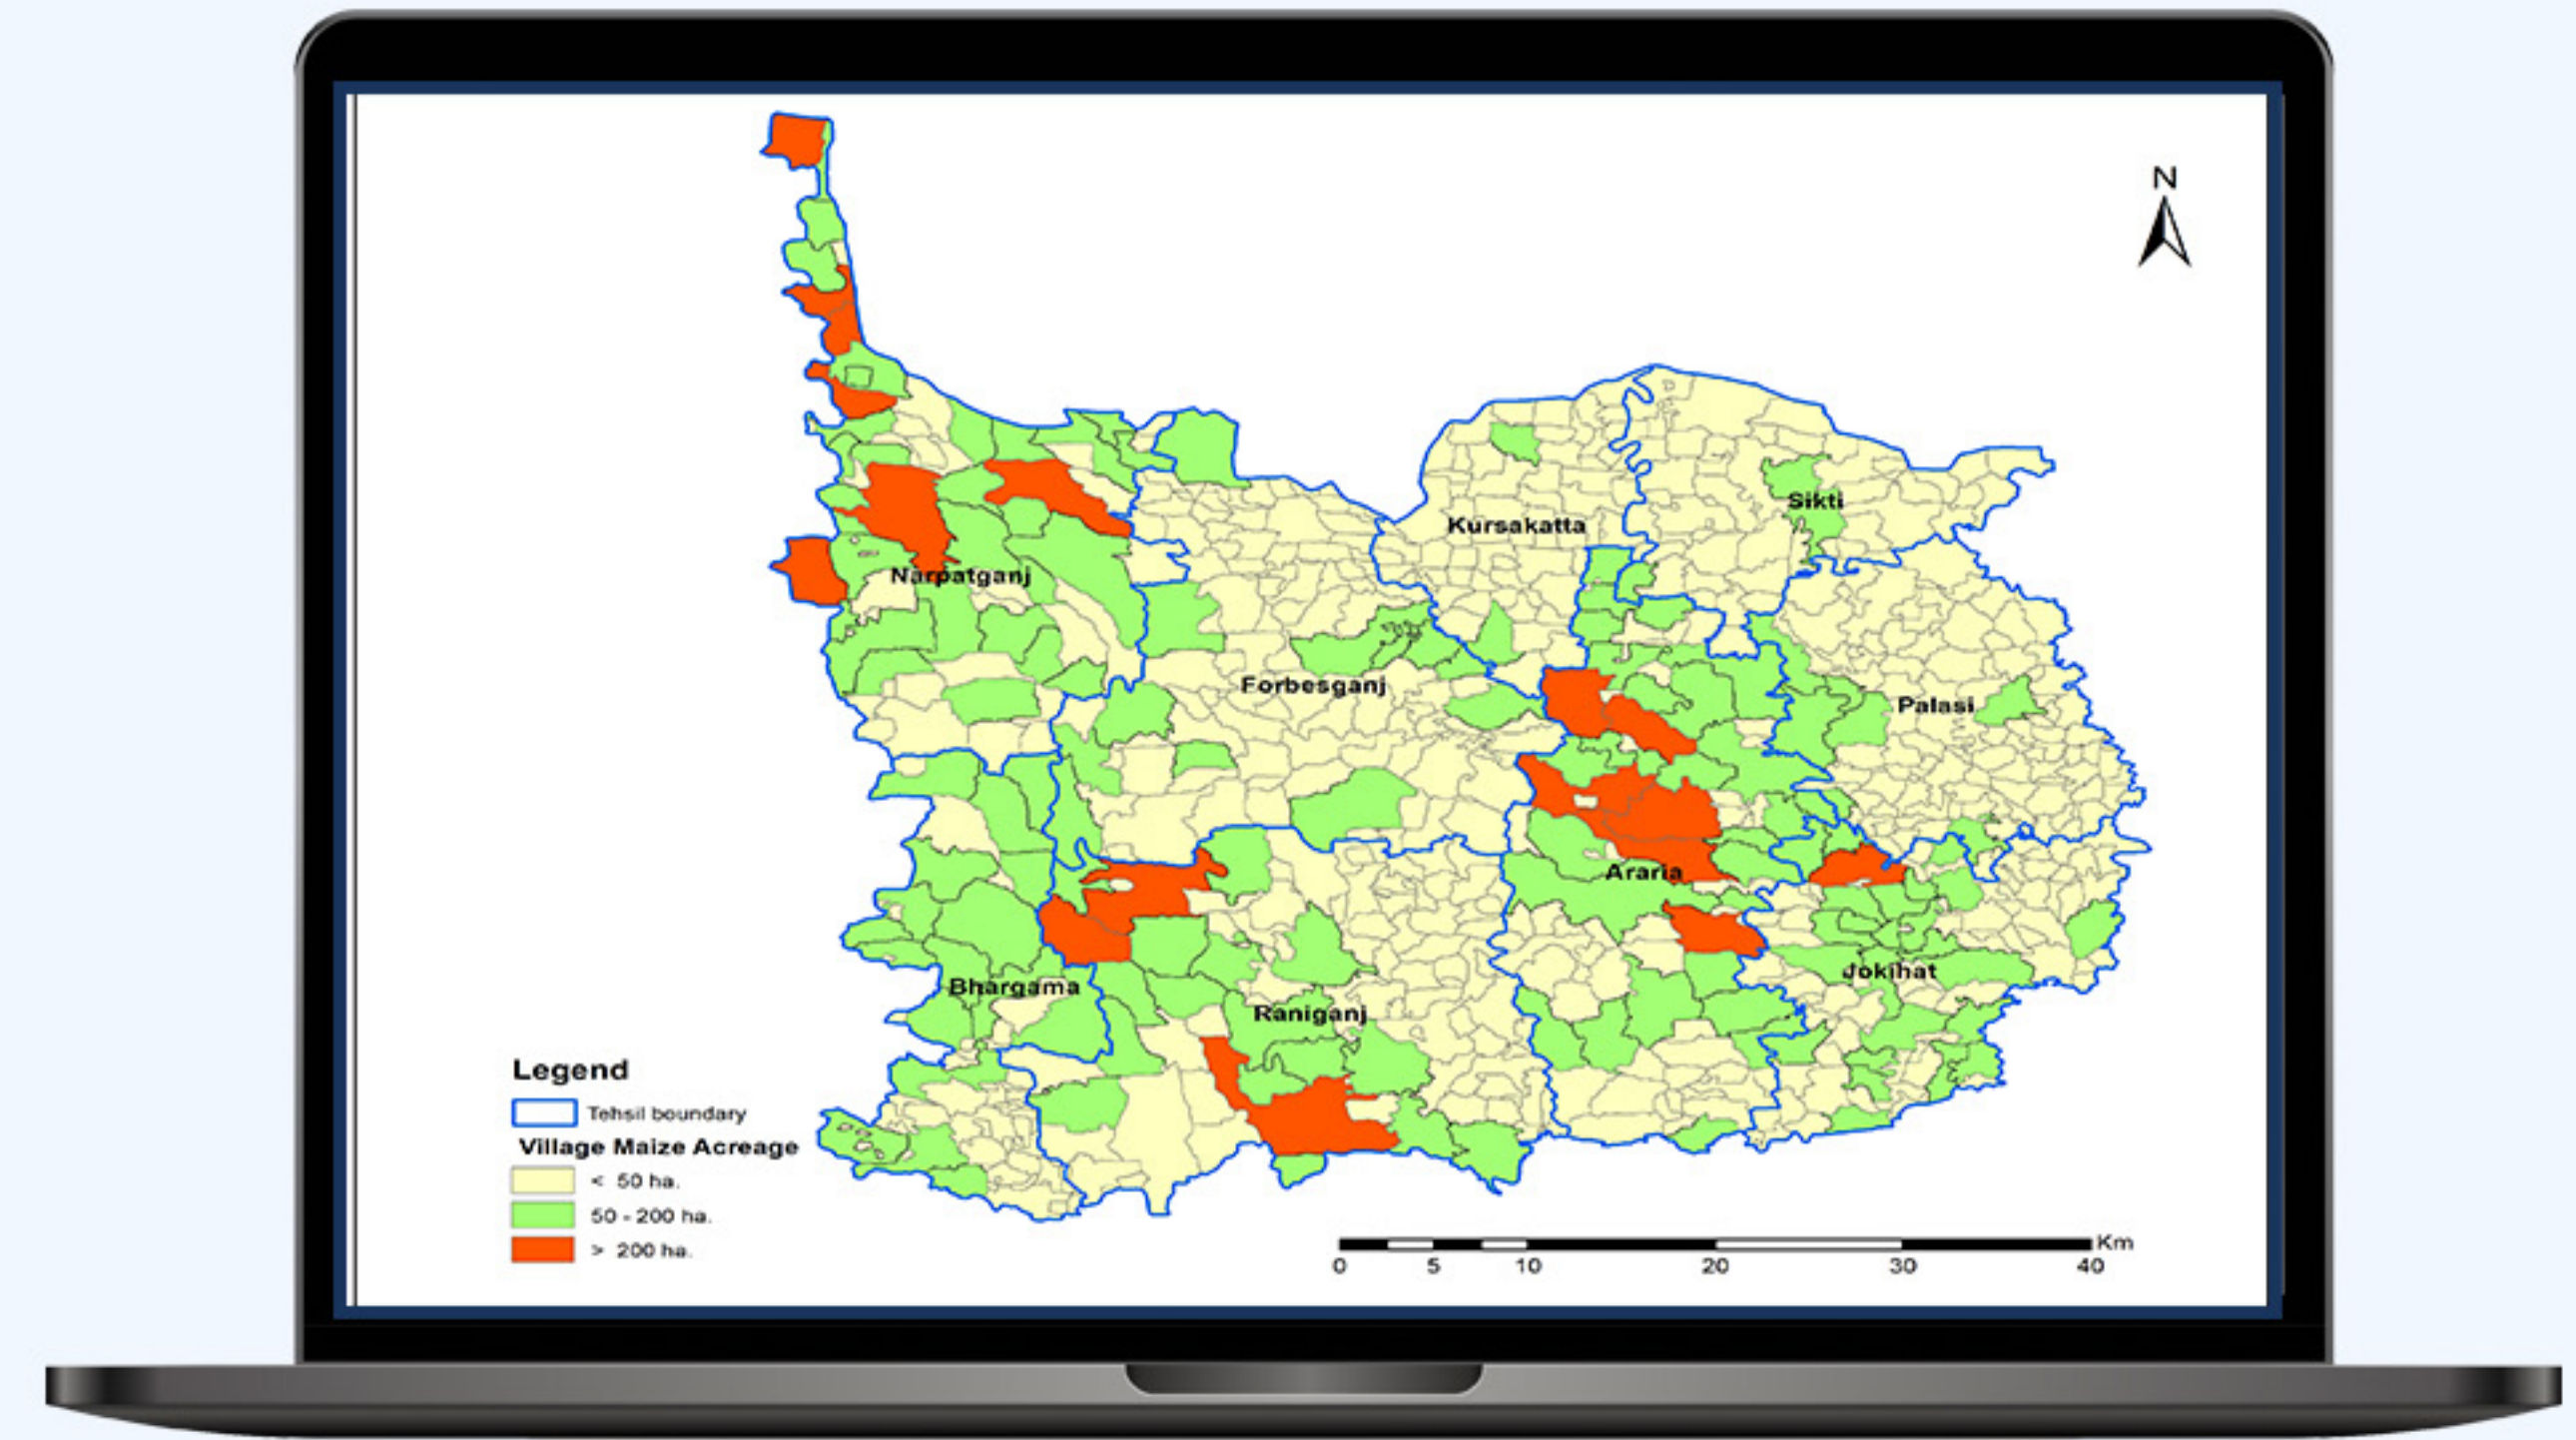 N
Sikti
Kursakatta
Narpatganj
Forbesganj
Palasi
Araria
Jokihat
Bhargama
Raniganj
Legend
Tehsil boundary
Village Maize Acreage
< 50 ha.
50 - 200 ha.
> 200 ha.
Km
0 5 10 20 30 40